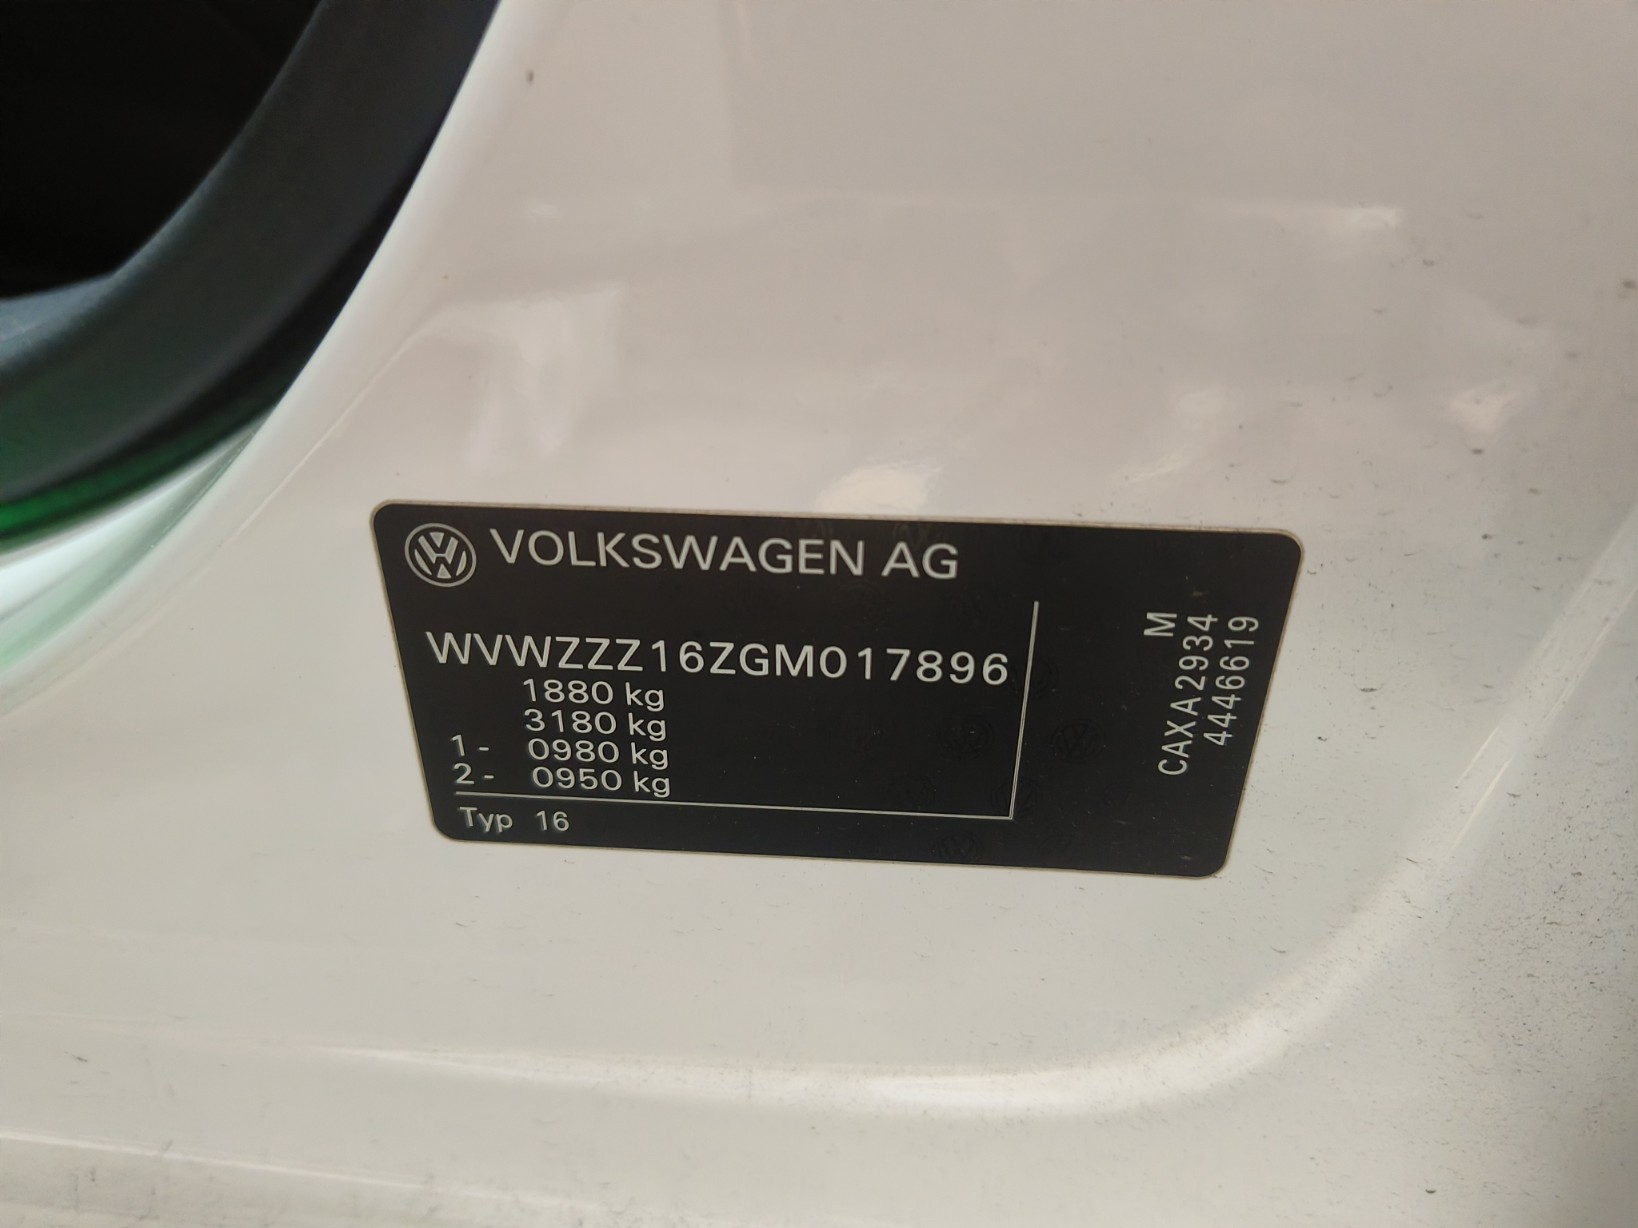 VOLKSWAGEN AG
WVWZZZ16ZGM017896
1880 kg
3180 kg
1 - 0980 kg
2 - 0950 kg
Typ 16
M
CAXA2934
4446619